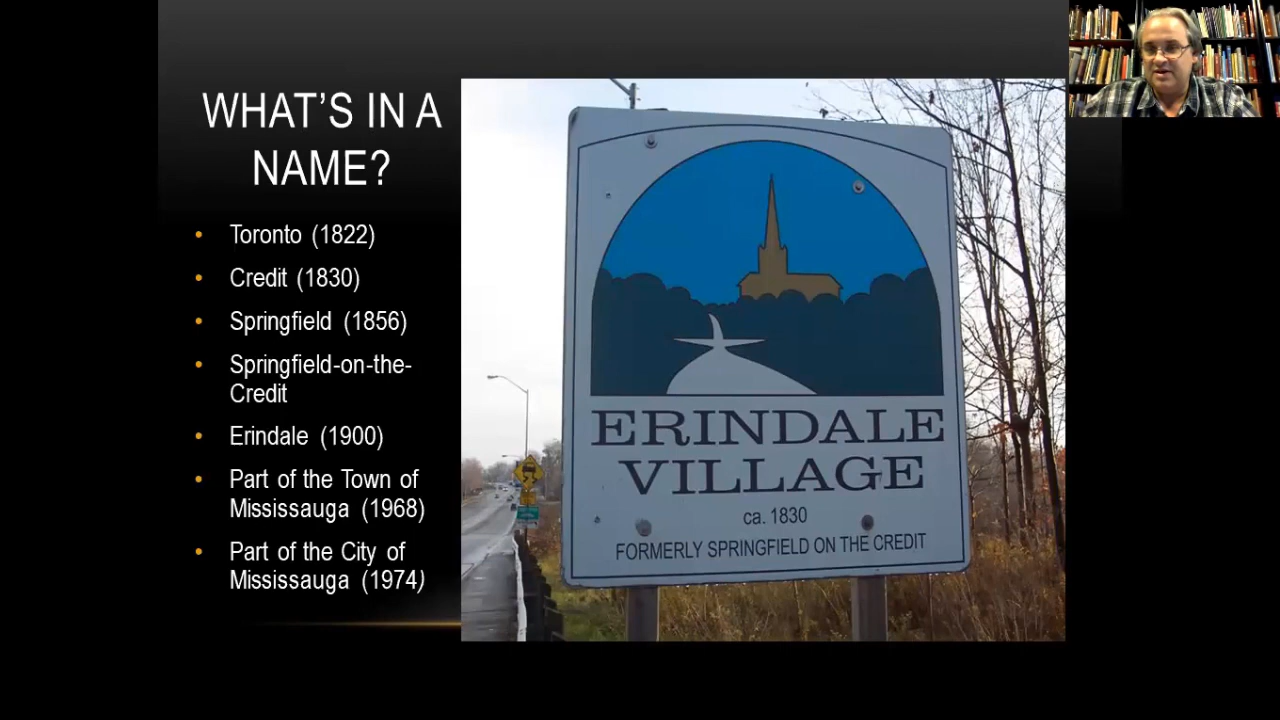 WHAT'S IN A
NAME?
• Toronto (1822)
• Credit (1830)
• Springfield (1856)
• Springfield-on-the-
Credit
• Erindale (1900)
• Part of the Town of
Mississauga (1968)
• Part of the City of
Mississauga (1974)
ERINDALE
VILLAGE
ca. 1830
FORMERLY SPRINGFIELD ON THE CREDIT